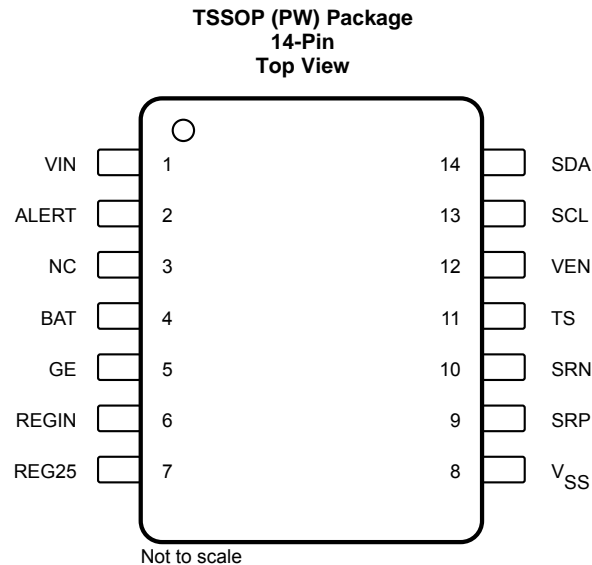 TSSOP (PW) Package
14-Pin
Top View
VIN 1 14 SDA
ALERT 2 13 SCL
NC 3 12 VEN
BAT 4 11 TS
GE 5 10 SRN
REGIN 6 9 SRP
REG25 7 8 VSS
Not to scale